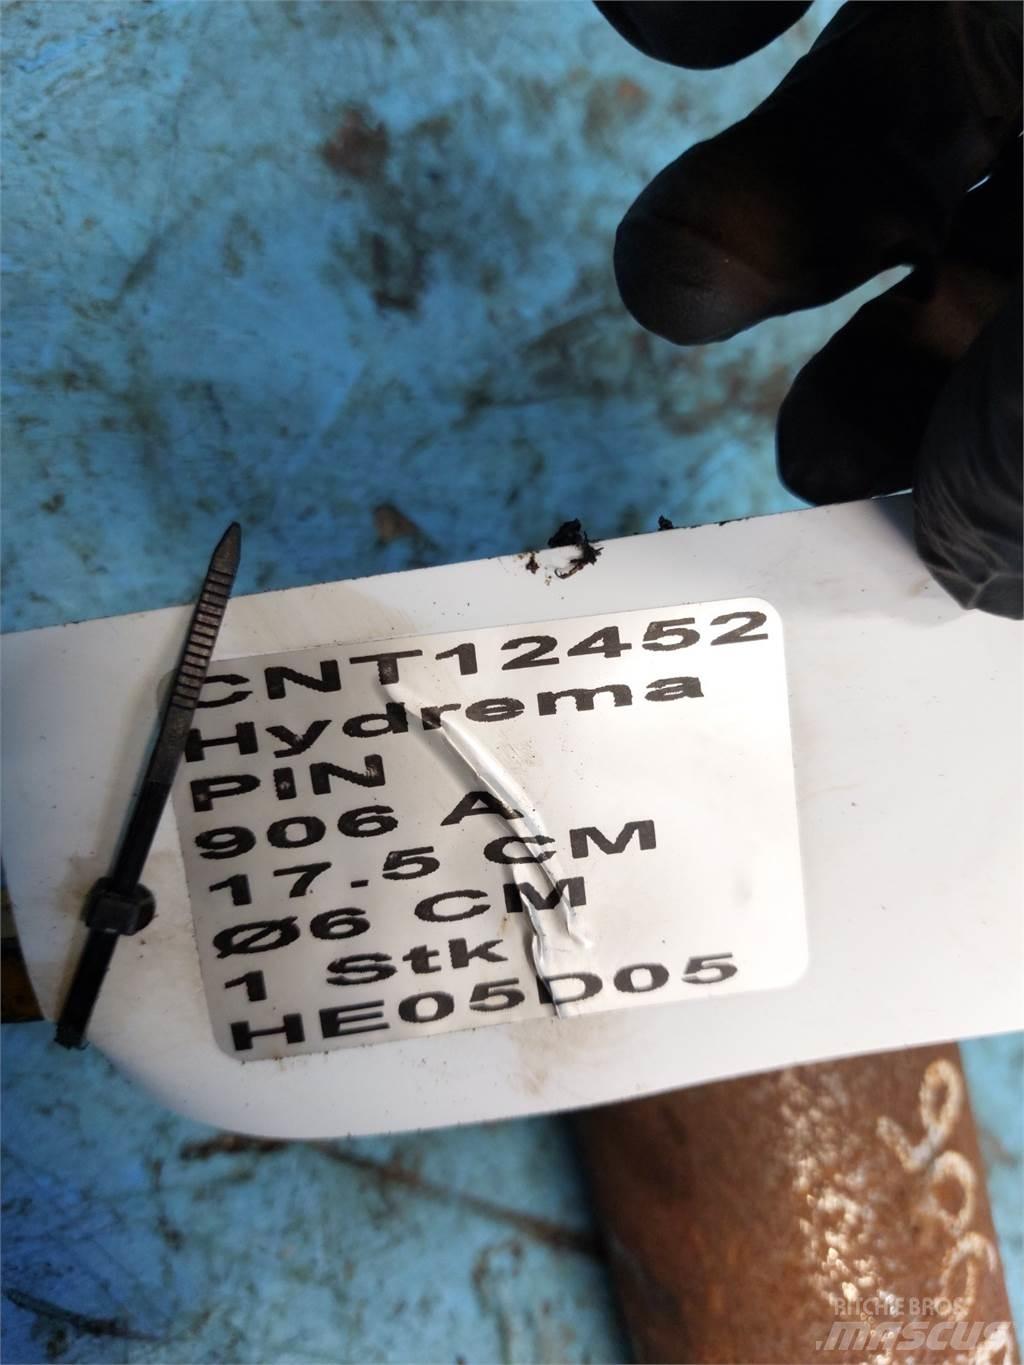 CNT12452
Hydrema
PIN
906 A
17.5 CM
Ø6 CM
1 Stk
HE05D05
RITCHIE BROS.
MASCUS